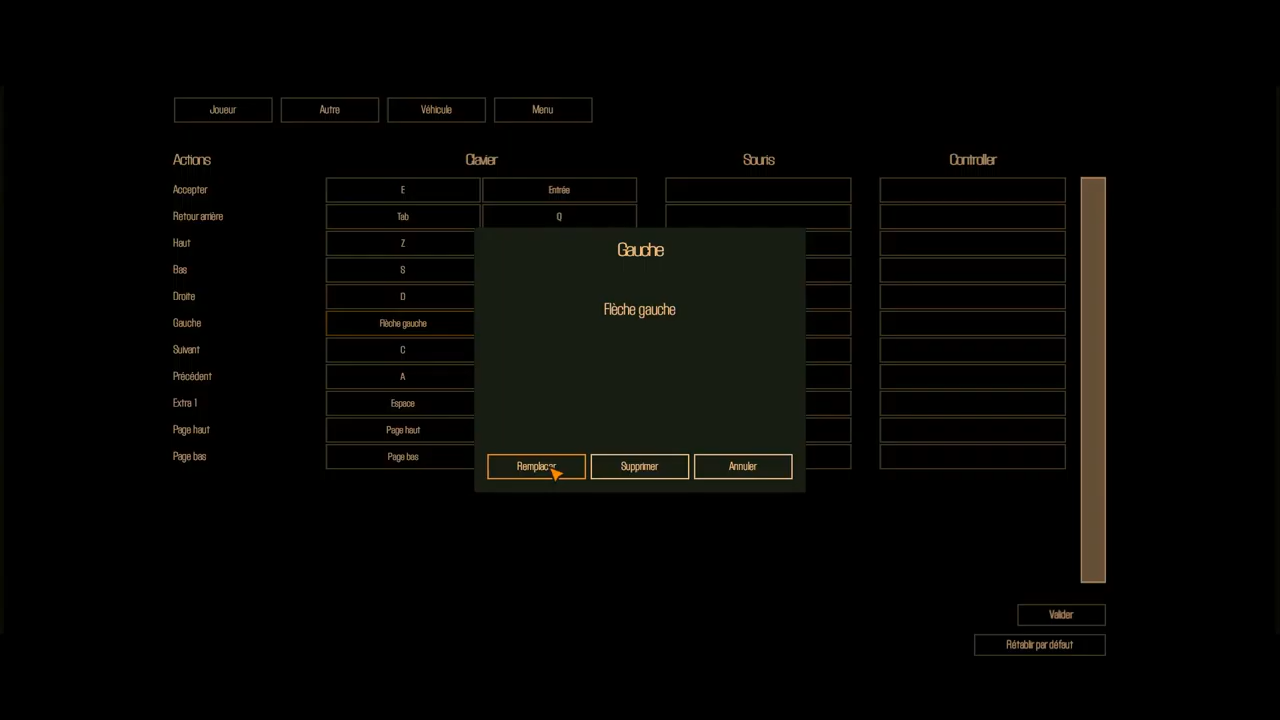 Joueur Autre Véhicule Menu
Actions Clavier Souris Controller
Accepter E Entrée
Retour arrière Tab Q
Haut Z
Bas S
Droite D
Gauche Flèche gauche
Suivant C
Précédent A
Extra 1 Espace
Page haut Page haut
Page bas Page bas
Gauche
Flèche gauche
Remplacer Supprimer Annuler
Valider
Rétablir par défaut